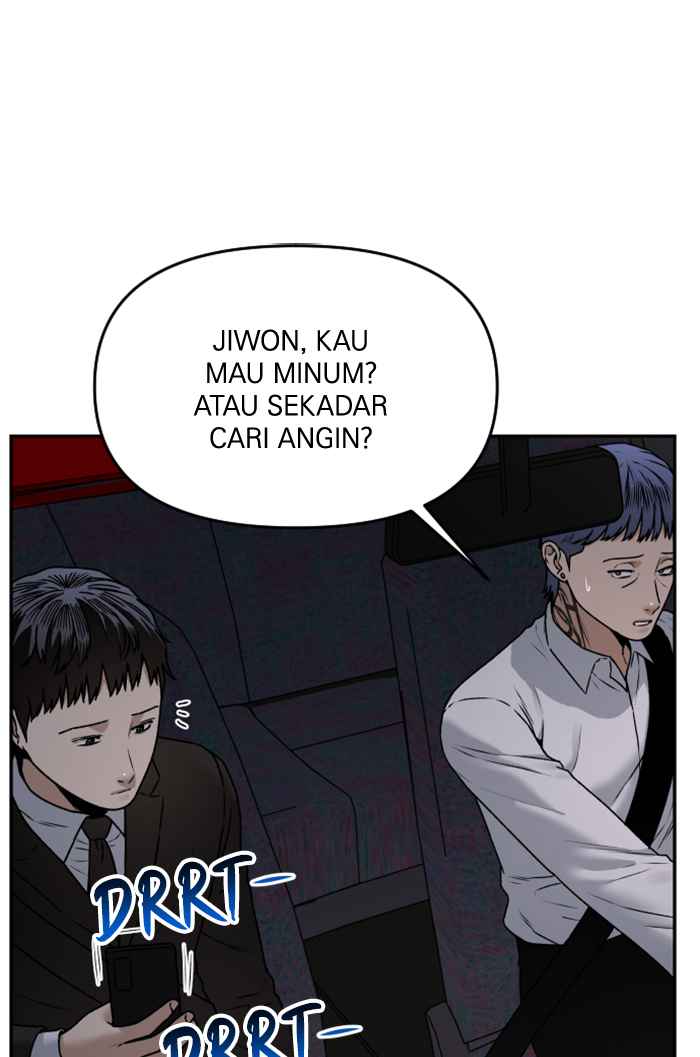 JIWON, KAU
MAU MINUM?
ATAU SEKADAR
CARI ANGIN?
DRRT-
DRRT-